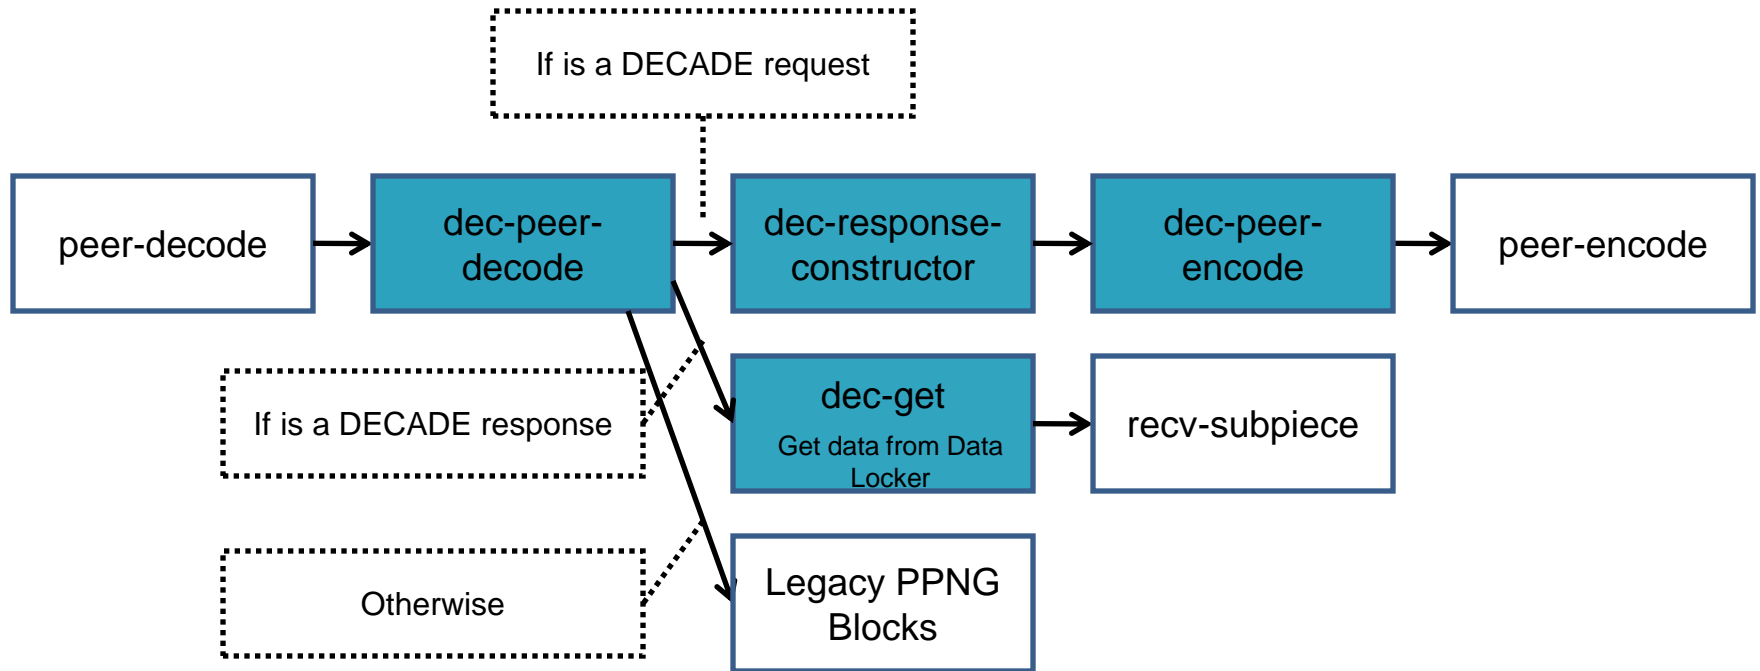 If is a DECADE request
peer-decode
dec-peer-
decode
dec-response-
constructor
dec-peer-
encode
peer-encode
If is a DECADE response
dec-get
Get data from Data
Locker
recv-subpiece
Otherwise
Legacy PPNG
Blocks